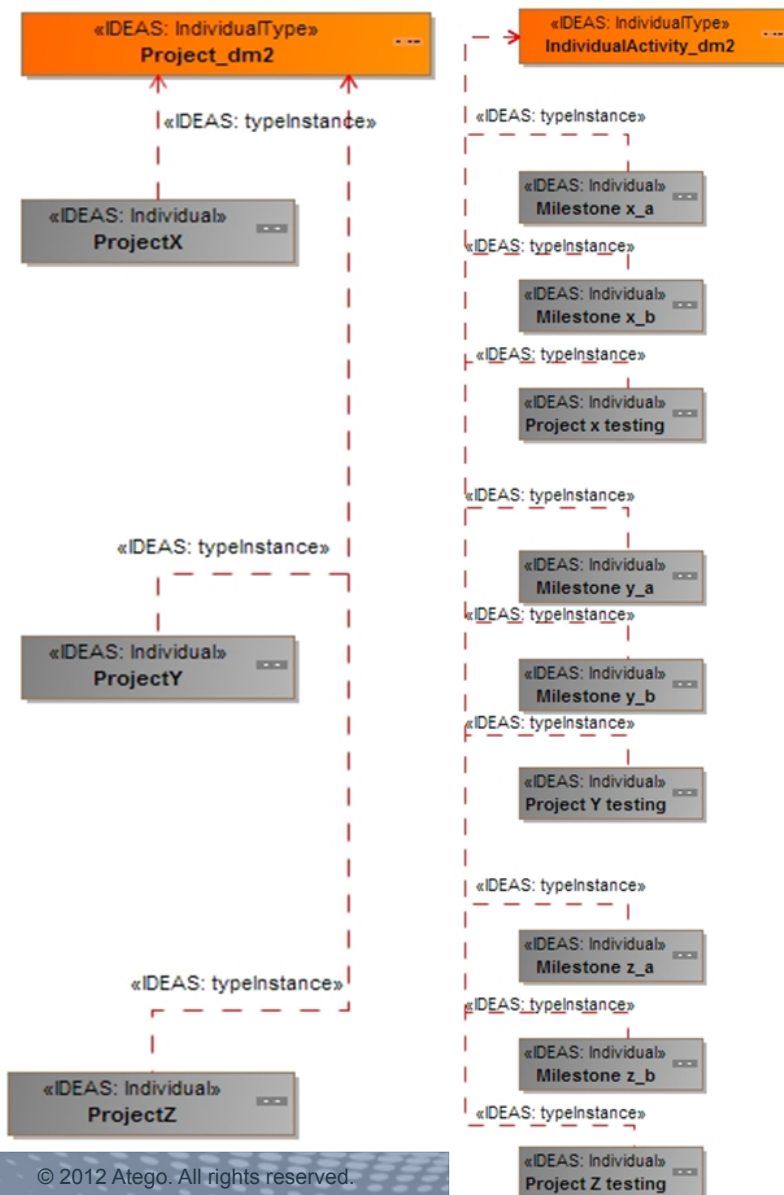 «IDEAS: IndividualType»
Project_dm2
«IDEAS: typeInstance»
«IDEAS: Individual»
ProjectX
«IDEAS: typeInstance»
«IDEAS: Individual»
ProjectY
«IDEAS: typeInstance»
«IDEAS: Individual»
ProjectZ
© 2012 Atego. All rights reserved.
«IDEAS: IndividualType»
IndividualActivity_dm2
«IDEAS: typeInstance»
«IDEAS: Individual»
Milestone x_a
«IDEAS: typeInstance»
«IDEAS: Individual»
Milestone x_b
«IDEAS: typeInstance»
«IDEAS: Individual»
Project x testing
«IDEAS: typeInstance»
«IDEAS: Individual»
Milestone y_a
«IDEAS: typeInstance»
«IDEAS: Individual»
Milestone y_b
«IDEAS: typeInstance»
«IDEAS: Individual»
Project Y testing
«IDEAS: typeInstance»
«IDEAS: Individual»
Milestone z_a
«IDEAS: typeInstance»
«IDEAS: Individual»
Milestone z_b
«IDEAS: typeInstance»
«IDEAS: Individual»
Project Z testing